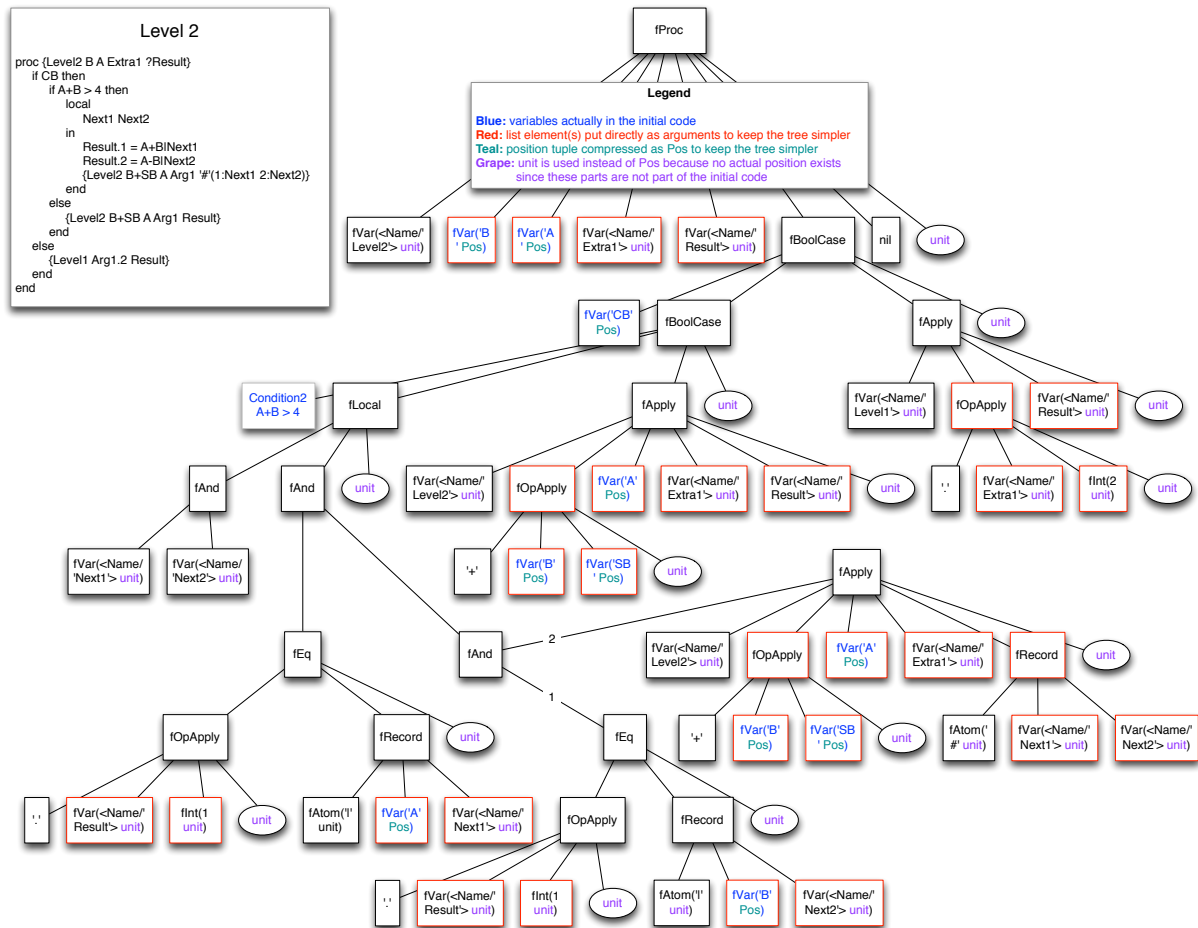 Level 2
proc {Level2 B A Extra1 ?Result}
if CB then
if A+B > 4 then
local
Next1 Next2
in
Result.1 = A+B|Next1
Result.2 = A-B|Next2
{Level2 B+SB A Arg1 '#'(1:Next1 2:Next2)}
end
else
{Level2 B+SB A Arg1 Result}
end
else
{Level1 Arg1.2 Result}
end
end
fProc
Legend
Blue: variables actually in the initial code
Red: list element(s) put directly as arguments to keep the tree simpler
Teal: position tuple compressed as Pos to keep the tree simpler
Grape: unit is used instead of Pos because no actual position exists
since these parts are not part of the initial code
fVar(<Name/'
Level2'> unit)
fVar('B
' Pos)
fVar('A
' Pos)
fVar(<Name/'
Extra1'> unit)
fVar(<Name/'
Result'> unit)
fBoolCase
nil
unit
fVar('CB'
Pos)
fBoolCase
fApply
unit
Condition2
A+B > 4
fLocal
fApply
unit
fVar(<Name/'
Level1'> unit)
fOpApply
fVar(<Name/'
Result'> unit)
unit
fAnd
fAnd
unit
fVar(<Name/'
Level2'> unit)
fOpApply
fVar('A'
Pos)
fVar(<Name/'
Extra1'> unit)
fVar(<Name/'
Result'> unit)
unit
'.'
fVar(<Name/'
Extra1'> unit)
fInt(2
unit)
unit
fVar(<Name/
'Next1'> unit)
fVar(<Name/
'Next2'> unit)
'+'
fVar('B'
Pos)
fVar('SB
' Pos)
unit
fApply
fEq
fAnd
2
fVar(<Name/'
Level2'> unit)
fOpApply
fVar('A'
Pos)
fVar(<Name/'
Extra1'> unit)
fRecord
unit
1
fOpApply
fRecord
unit
fEq
'+'
fVar('B'
Pos)
fVar('SB
' Pos)
unit
fAtom('
#' unit)
fVar(<Name/'
Next1'> unit)
fVar(<Name/'
Next2'> unit)
'.'
fVar(<Name/'
Result'> unit)
fInt(1
unit)
unit
fAtom('|'
unit)
fVar('A'
Pos)
fVar(<Name/'
Next1'> unit)
fOpApply
fRecord
unit
'.'
fVar(<Name/'
Result'> unit)
fInt(1
unit)
unit
fAtom('|'
unit)
fVar('B'
Pos)
fVar(<Name/'
Next2'> unit)